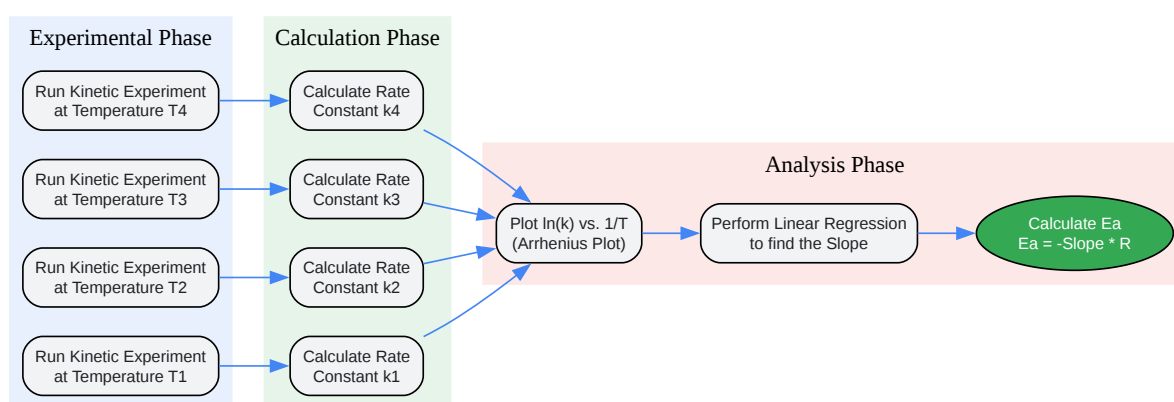 Experimental Phase
Calculation Phase
Run Kinetic Experiment
at Temperature T4
Calculate Rate
Constant k4
Run Kinetic Experiment
at Temperature T3
Calculate Rate
Constant k3
Run Kinetic Experiment
at Temperature T2
Calculate Rate
Constant k2
Run Kinetic Experiment
at Temperature T1
Calculate Rate
Constant k1
Analysis Phase
Plot ln(k) vs. 1/T
(Arrhenius Plot)
Perform Linear Regression
to find the Slope
Calculate Ea
Ea = -Slope * R